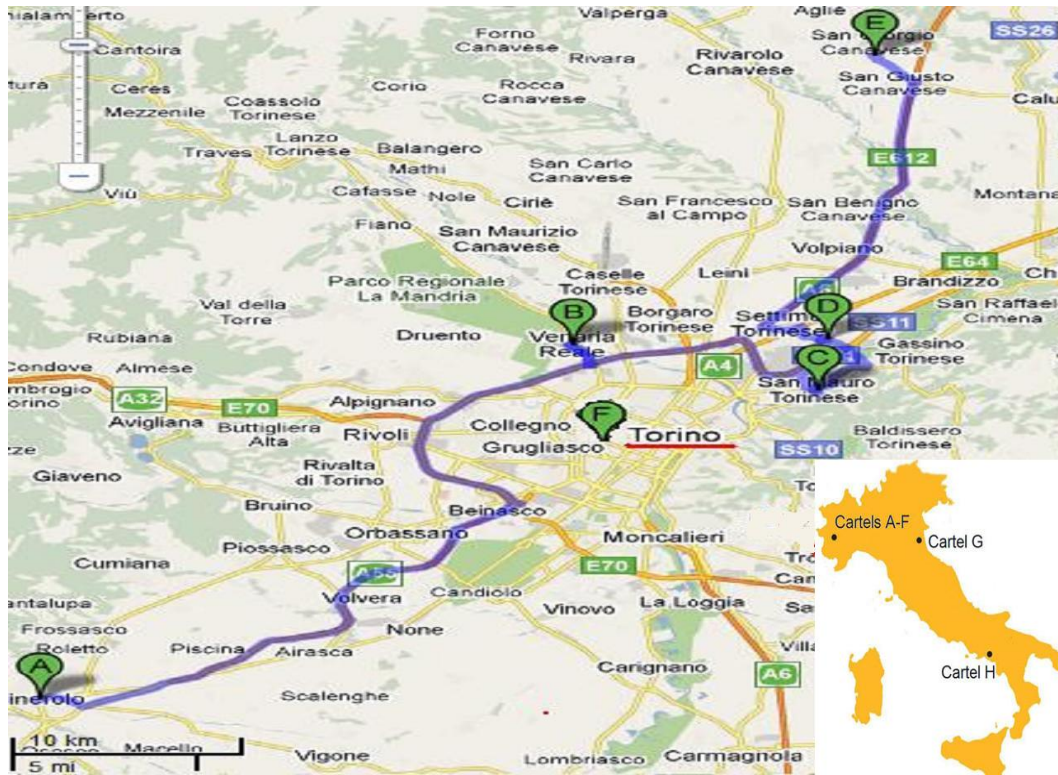 Valperga
Agliè
Forno
Canavese
San Giorgio
Canavese
E
SS26
Cantoira
Rivara
Rivarolo
Canavese
San Giusto
Canavese
Ceres
Corio
Rocca
Canavese
Mezzenile
Coassolo
Torinese
Lanzo
Torinese
Traves
Balangero
Mathi
San Carlo
Canavese
E612
Viù
Cafasse
Nole
Ciriè
San Francesco
al Campo
San Benigno
Canavese
Montana
Fiano
San Maurizio
Canavese
Volpiano
Parco Regionale
La Mandria
Caselle
Torinese
Leini
E64
Brandizzo
Val della
Torre
B
Borgaro
Torinese
Settimo
Torinese
D
SS11
San Raffaele
Cimena
Rubiana
Druento
Venaria
Reale
Gassino
Torinese
Condove
Almese
A4
C
San Mauro
Torinese
A32
E70
Alpignano
Avigliana
Buttigliera
Alta
Rivoli
Collegno
Grugliasco
F
Torino
Baldissero
Torinese
SS10
Giaveno
Rivalta
di Torino
Bruino
Beinasco
Orbassano
Moncalieri
Piossasco
Cumiana
A55
Volvera
Candiolo
E70
Vinovo
La Loggia
Frossasco
Roletto
None
Piscina
Airasca
A
Scalenghe
Carignano
A6
10 km
5 mi
Macello
Vigone
Lombriasco
Carmagnola
Cartels A-F
Cartel G
Cartel H